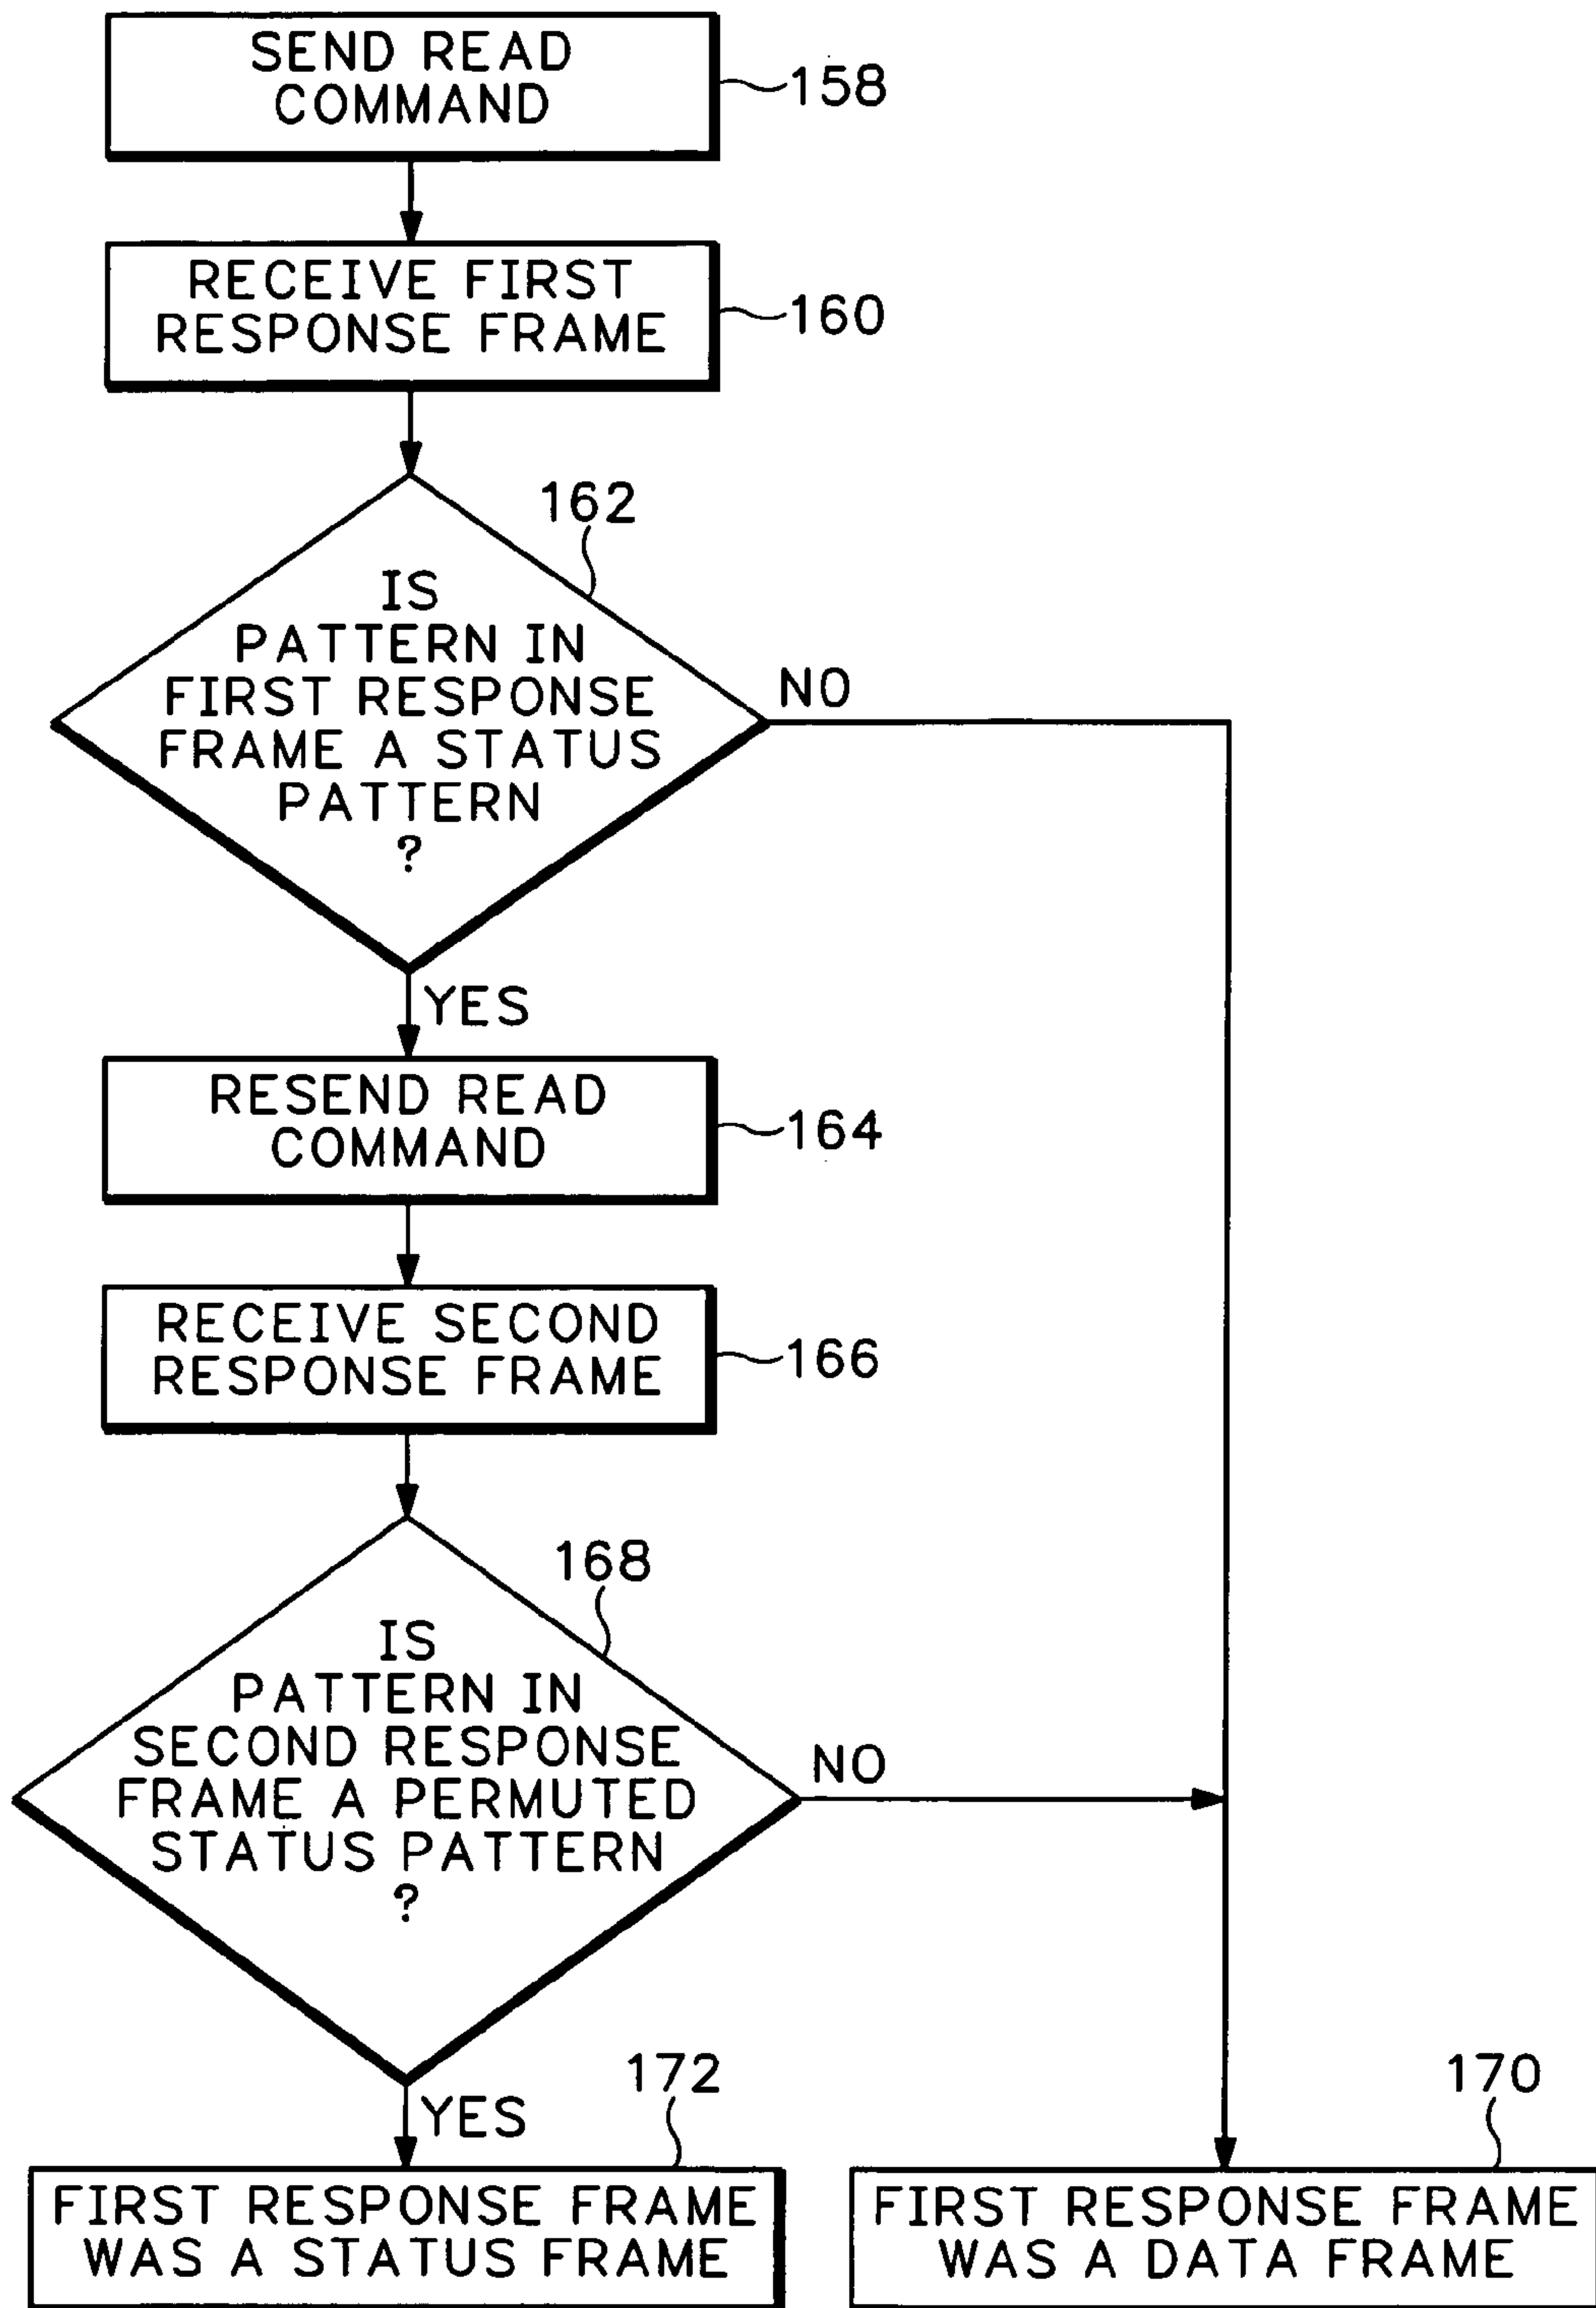 SEND READ
COMMAND
158
RECEIVE FIRST
RESPONSE FRAME
160
162
IS
PATTERN IN
FIRST RESPONSE
FRAME A STATUS
PATTERN
?
NO
YES
RESEND READ
COMMAND
164
RECEIVE SECOND
RESPONSE FRAME
166
168
IS
PATTERN IN
SECOND RESPONSE
FRAME A PERMUTED
STATUS PATTERN
?
NO
YES
172
FIRST RESPONSE FRAME
WAS A STATUS FRAME
170
FIRST RESPONSE FRAME
WAS A DATA FRAME